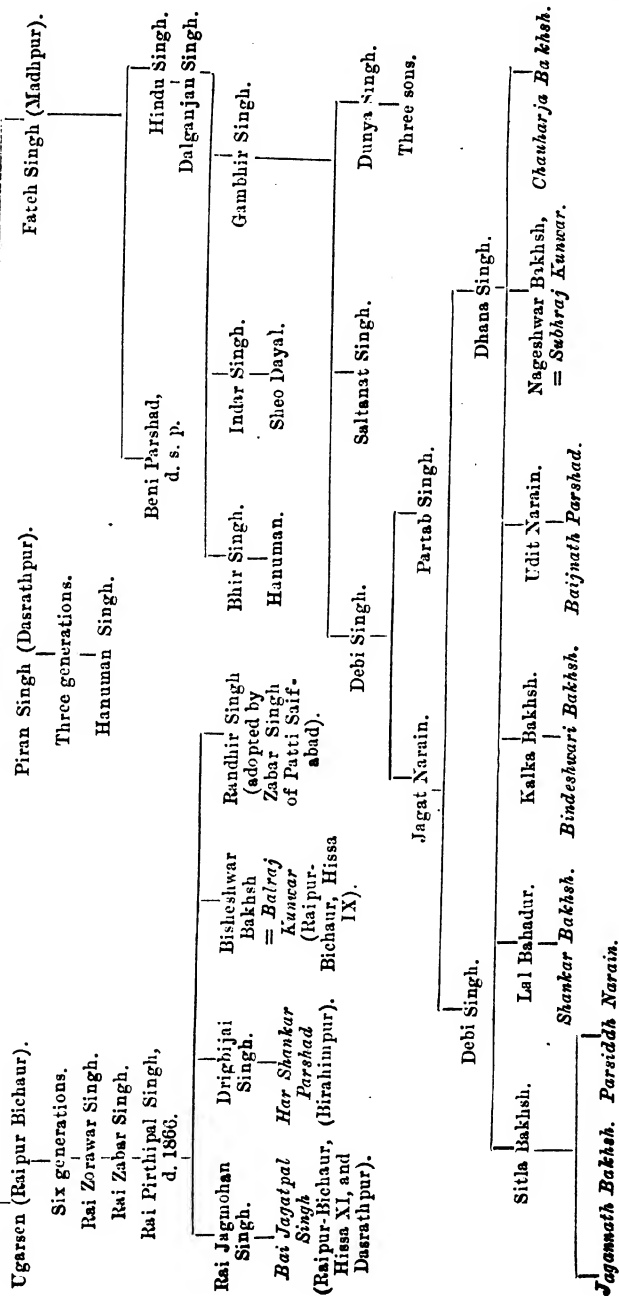 Ugarsen (Raipur Bichaur).
Six generations.
Rai Zorawar Singh.
Rai Zabar Singh.
Rai Pirthipal Singh,
d. 1866.
Rai Jagmohan
Singh.
Bai Jagatpal
Singh
(Raipur-Bichaur,
Hissa XI, and
Dasrathpur).
Drigbijai
Singh.
Har Shankar
Parshad
(Birahimpur).
Bisheshwar
Bakhsh
= Balraj
Kunwar
(Raipur-
Bichaur, Hissa
IX).
Randhir Singh
(adopted by
Zabar Singh
of Patti Saif-
abad).
Piran Singh (Dasrathpur).
Three generations.
Hanuman Singh.
Fateh Singh (Madhpur).
Beni Parshad,
d. s. p.
Hindu Singh.
Dalganjan Singh.
Bhir Singh.
Hanuman.
Indar Singh.
Sheo Dayal.
Gambhir Singh.
Debi Singh.
Saltanat Singh.
Dunya Singh.
Three sons.
Jagat Narain.
Partab Singh.
Debi Singh.
Dhana Singh.
Sitla Bakhsh.
Lal Bahadur.
Shankar Bakhsh.
Kalka Bakhsh.
Bindeshwari Bakhsh.
Udit Narain.
Baijnath Parshad.
Nageshwar Bakhsh,
= Subhraj Kunwar.
Chauharja Bakhsh.
Jagannath Bakhsh. Parsiddh Narain.